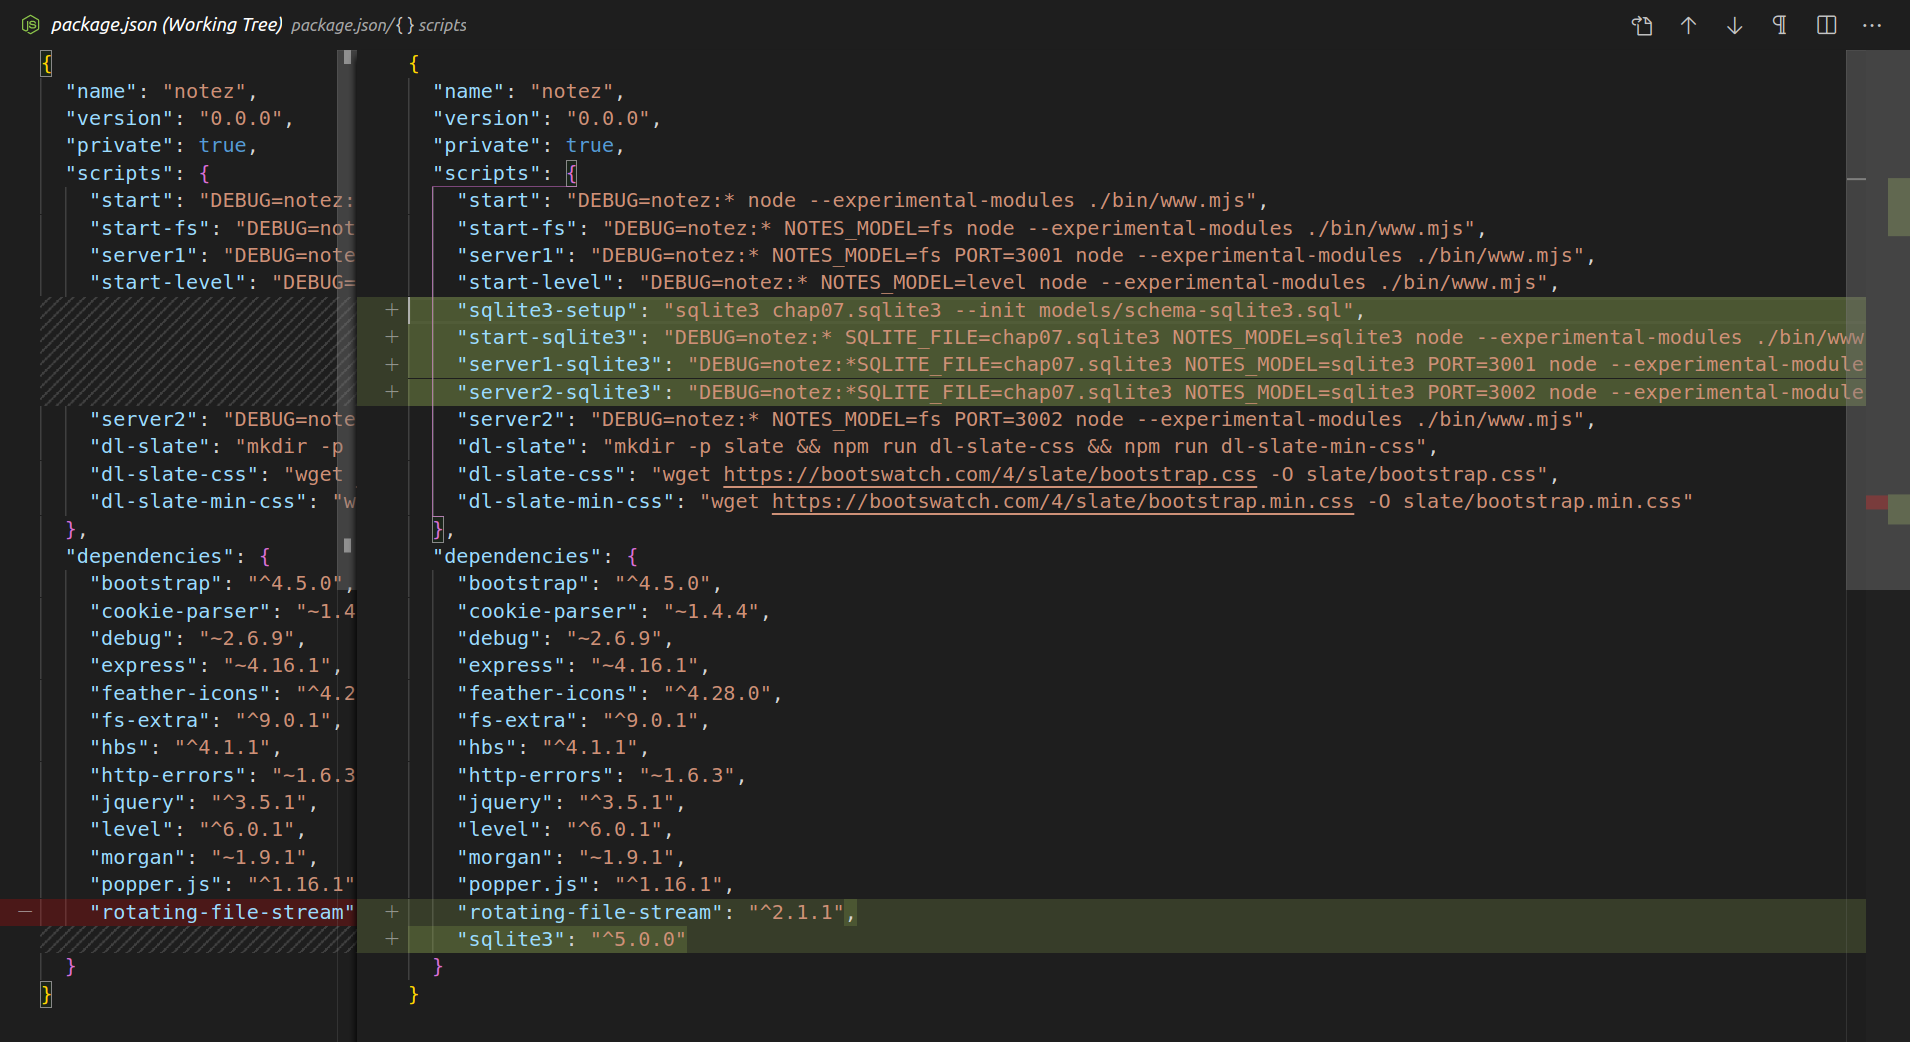 package.json (Working Tree) package.json/{ } scripts
{
"name": "notez",
"version": "0.0.0",
"private": true,
"scripts": {
"start": "DEBUG=notez:
"start-fs": "DEBUG=not
"server1": "DEBUG=note
"start-level": "DEBUG=
"server2": "DEBUG=note
"dl-slate": "mkdir -p
"dl-slate-css": "wget
"dl-slate-min-css": "w
},
"dependencies": {
"bootstrap": "^4.5.0",
"cookie-parser": "~1.4
"debug": "~2.6.9",
"express": "~4.16.1",
"feather-icons": "^4.2
"fs-extra": "^9.0.1",
"hbs": "^4.1.1",
"http-errors": "~1.6.3
"jquery": "^3.5.1",
"level": "^6.0.1",
"morgan": "~1.9.1",
"popper.js": "^1.16.1"
— "rotating-file-stream"
}
}
{
"name": "notez",
"version": "0.0.0",
"private": true,
"scripts": {
"start": "DEBUG=notez:* node --experimental-modules ./bin/www.mjs",
"start-fs": "DEBUG=notez:* NOTES_MODEL=fs node --experimental-modules ./bin/www.mjs",
"server1": "DEBUG=notez:* NOTES_MODEL=fs PORT=3001 node --experimental-modules ./bin/www.mjs",
"start-level": "DEBUG=notez:* NOTES_MODEL=level node --experimental-modules ./bin/www.mjs",
+ "sqlite3-setup": "sqlite3 chap07.sqlite3 --init models/schema-sqlite3.sql",
+ "start-sqlite3": "DEBUG=notez:* SQLITE_FILE=chap07.sqlite3 NOTES_MODEL=sqlite3 node --experimental-modules ./bin/www
+ "server1-sqlite3": "DEBUG=notez:*SQLITE_FILE=chap07.sqlite3 NOTES_MODEL=sqlite3 PORT=3001 node --experimental-module
+ "server2-sqlite3": "DEBUG=notez:*SQLITE_FILE=chap07.sqlite3 NOTES_MODEL=sqlite3 PORT=3002 node --experimental-module
"server2": "DEBUG=notez:* NOTES_MODEL=fs PORT=3002 node --experimental-modules ./bin/www.mjs",
"dl-slate": "mkdir -p slate && npm run dl-slate-css && npm run dl-slate-min-css",
"dl-slate-css": "wget https://bootswatch.com/4/slate/bootstrap.css -O slate/bootstrap.css",
"dl-slate-min-css": "wget https://bootswatch.com/4/slate/bootstrap.min.css -O slate/bootstrap.min.css"
},
"dependencies": {
"bootstrap": "^4.5.0",
"cookie-parser": "~1.4.4",
"debug": "~2.6.9",
"express": "~4.16.1",
"feather-icons": "^4.28.0",
"fs-extra": "^9.0.1",
"hbs": "^4.1.1",
"http-errors": "~1.6.3",
"jquery": "^3.5.1",
"level": "^6.0.1",
"morgan": "~1.9.1",
"popper.js": "^1.16.1",
+ "rotating-file-stream": "^2.1.1",
+ "sqlite3": "^5.0.0"
}
}